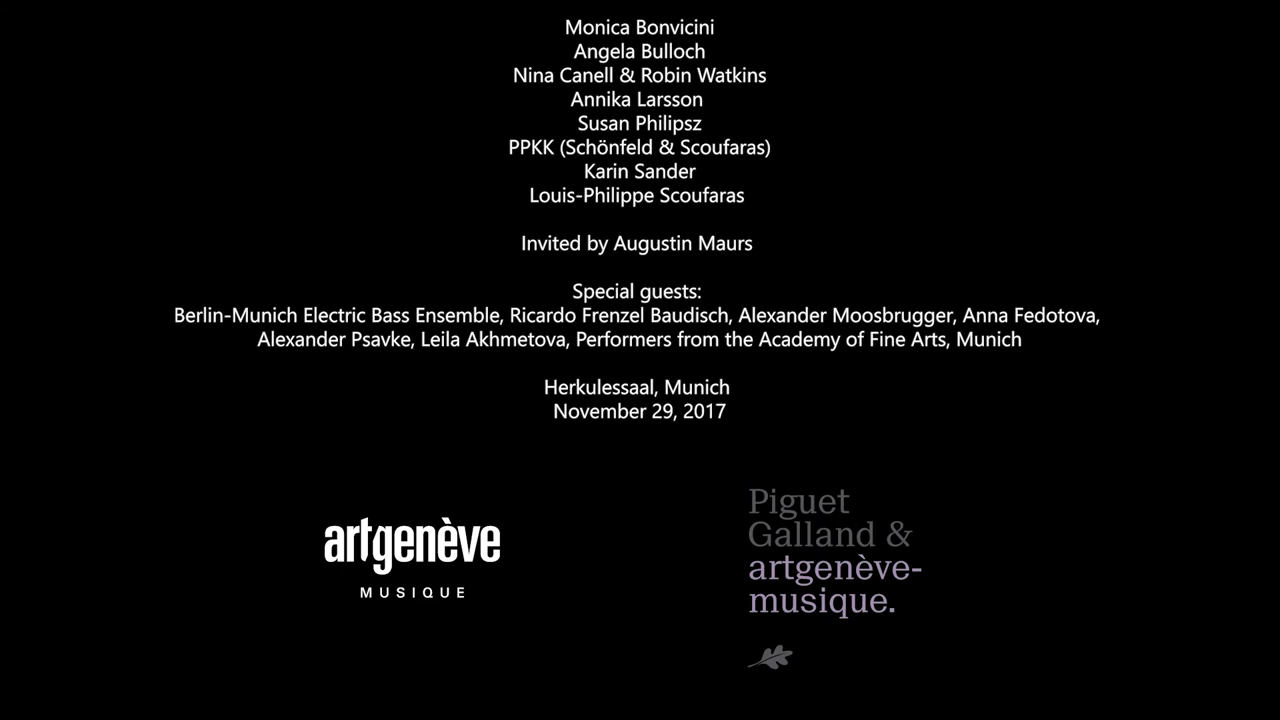 Monica Bonvicini
Angela Bulloch
Nina Canell & Robin Watkins
Annika Larsson
Susan Philipsz
PPKK (Schönfeld & Scoufaras)
Karin Sander
Louis-Philippe Scoufaras
Invited by Augustin Maurs
Special guests:
Berlin-Munich Electric Bass Ensemble, Ricardo Frenzel Baudisch, Alexander Moosbrugger, Anna Fedotova,
Alexander Psavke, Leila Akhmetova, Performers from the Academy of Fine Arts, Munich
Herkulessaal, Munich
November 29, 2017
artgenève
MUSIQUE
Piguet
Galland &
artgenève-
musique.